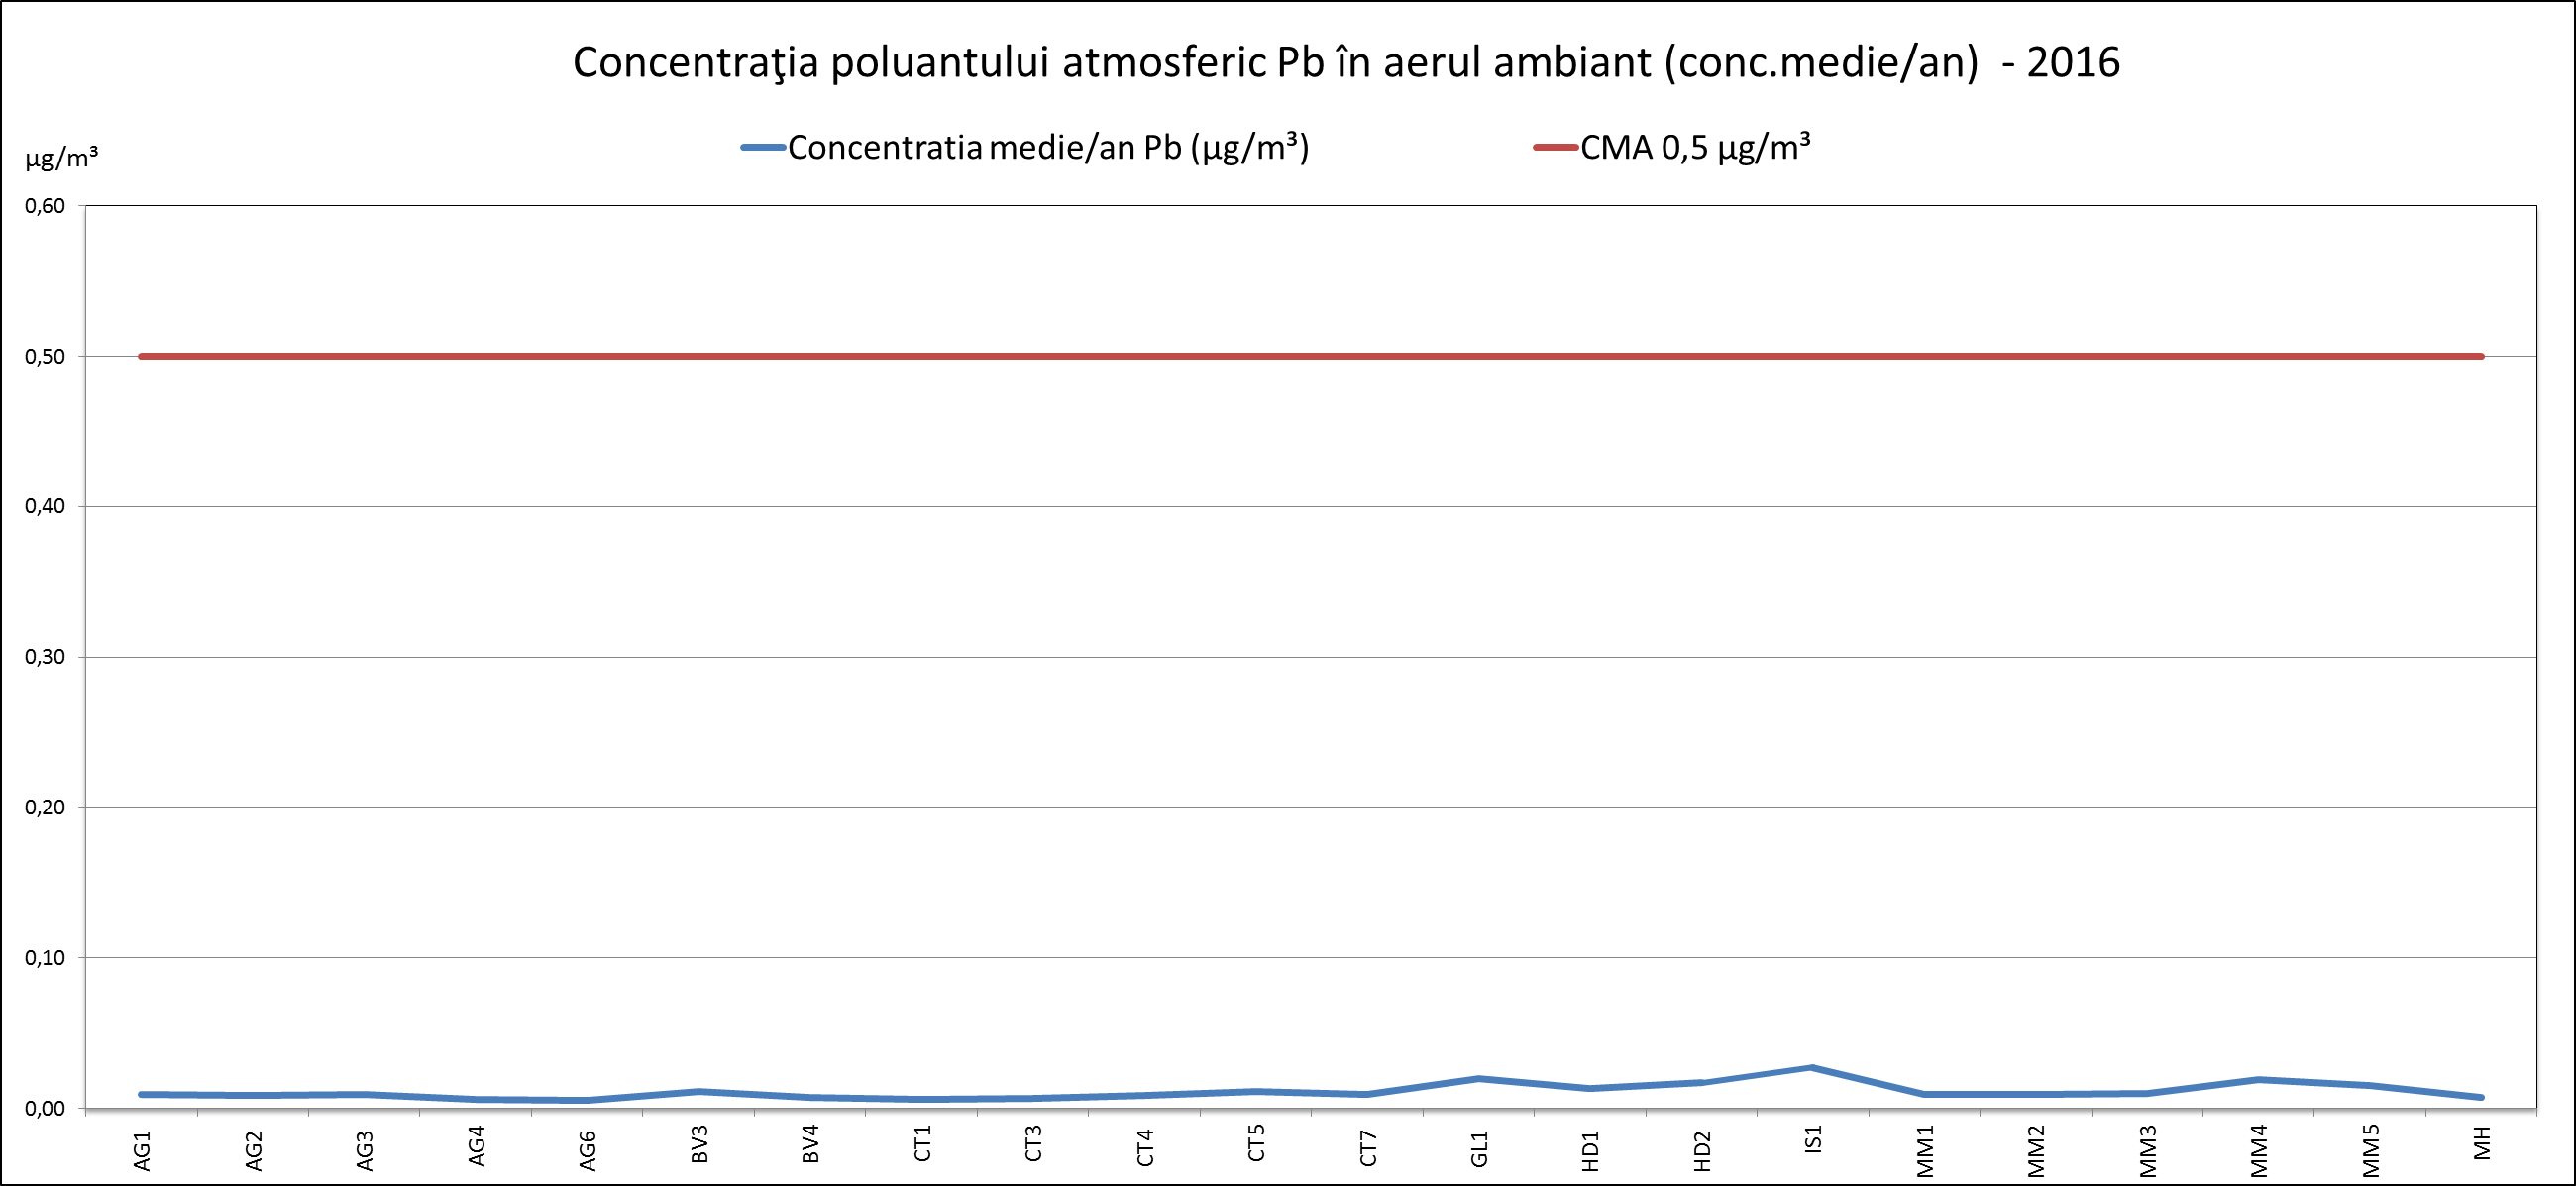 Concentraţia poluantului atmosferic Pb în aerul ambiant (conc.medie/an)  - 2016
Concentratia medie/an Pb (µg/m³)
CMA 0,5 µg/m³
µg/m³
0,60
0,50
0,40
0,30
0,20
0,10
0,00
AG1
AG2
AG3
AG4
AG6
BV3
BV4
CT1
CT3
CT4
CT5
CT7
GL1
HD1
HD2
IS1
MM1
MM2
MM3
MM4
MM5
MH